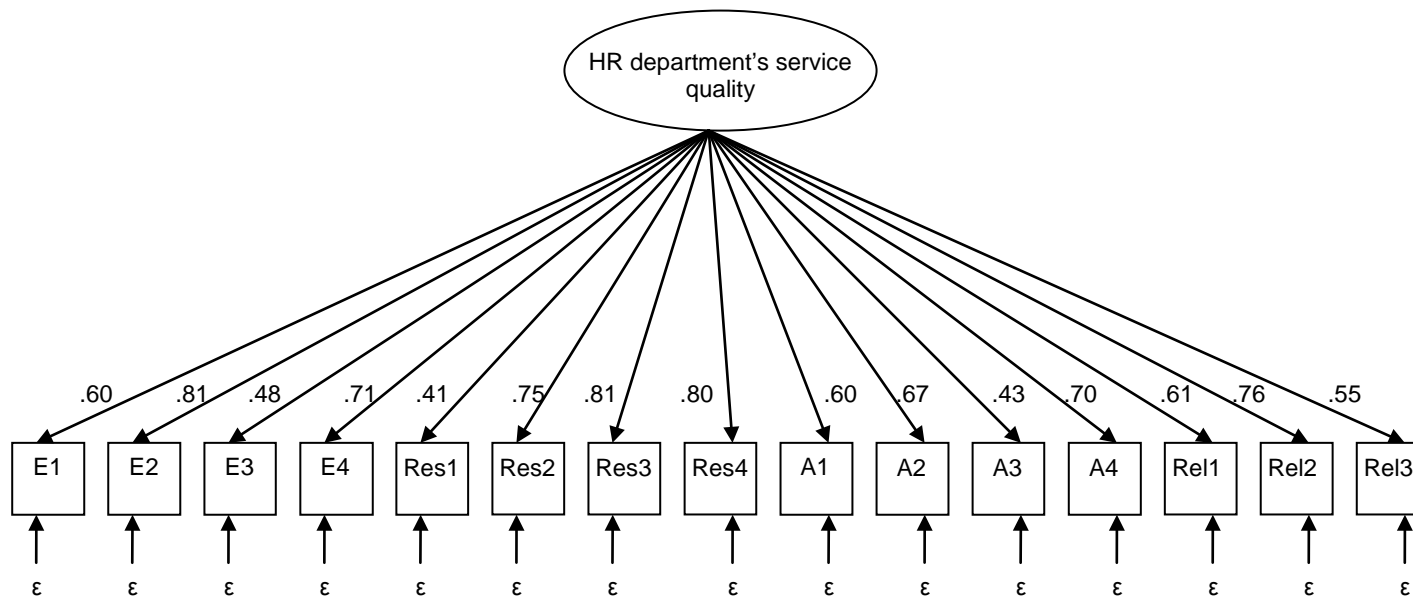 HR department’s service
quality
.60 .81 .48 .71 .41 .75 .81 .80 .60 .67 .43 .70 .61 .76 .55
E1 E2 E3 E4 Res1 Res2 Res3 Res4 A1 A2 A3 A4 Rel1 Rel2 Rel3
ε ε ε ε ε ε ε ε ε ε ε ε ε ε ε